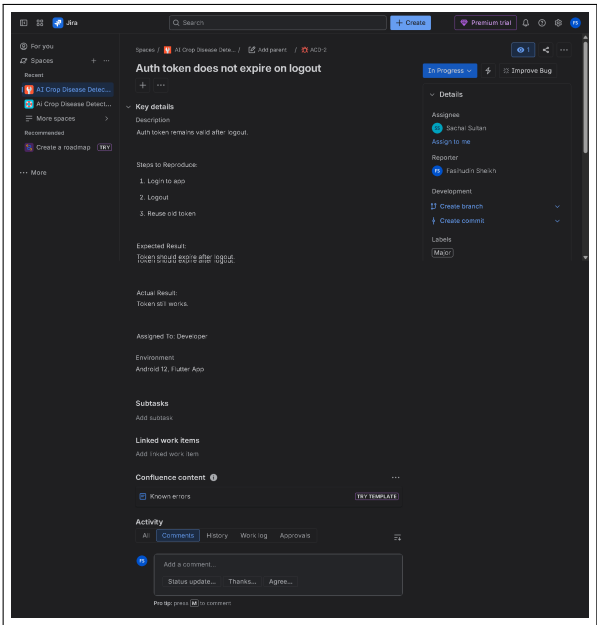 Jira
Search
+ Create
Premium trial
FS
For you
Spaces
Recent
AI Crop Disease Detec...
Ai Crop Disease Detect...
More spaces
Recommended
Create a roadmap TRY
More
Spaces / AI Crop Disease Dete... / Add parent / ACD-2
1
Auth token does not expire on logout
In Progress
Improve Bug
Key details
Description
Auth token remains valid after logout.
Steps to Reproduce:
1. Login to app
2. Logout
3. Reuse old token
Expected Result:
Token should expire after logout.
Token should expire after logout.
Details
Assignee
SS Sachal Sultan
Assign to me
Reporter
FS Fasihudin Sheikh
Development
Create branch
Create commit
Labels
Major
Actual Result:
Token still works.
Assigned To: Developer
Environment
Android 12, Flutter App
Subtasks
Add subtask
Linked work items
Add linked work item
Confluence content
Known errors
TRY TEMPLATE
Activity
All Comments History Work log Approvals
FS
Add a comment...
Status update... Thanks... Agree...
Pro tip: press M to comment